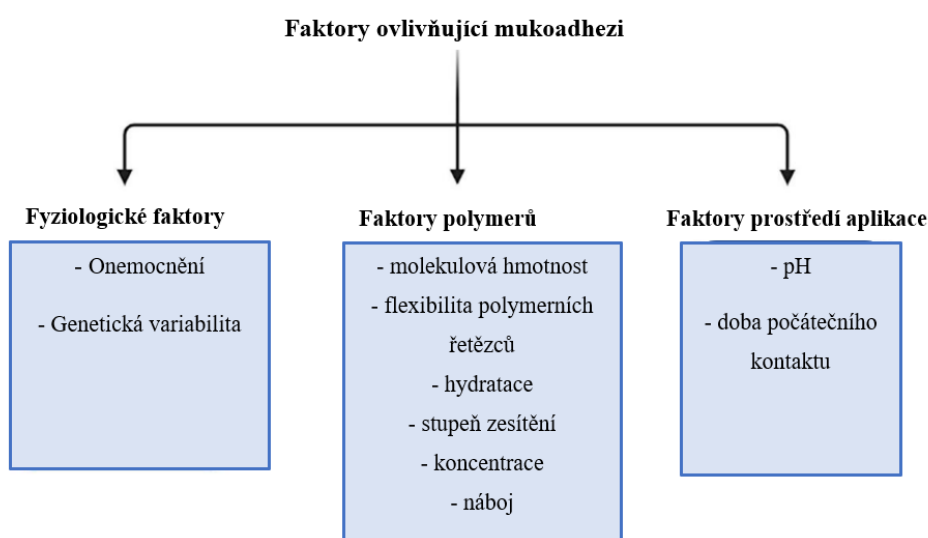 Faktory ovlivňující mukoadhezi
Fyziologické faktory
- Onemocnění
- Genetická variabilita
Faktory polymerů
- molekulová hmotnost
- flexibilita polymerních
řetězců
- hydratace
- stupeň zesítění
- koncentrace
- náboj
Faktory prostředí aplikace
- pH
- doba počátečního
kontaktu